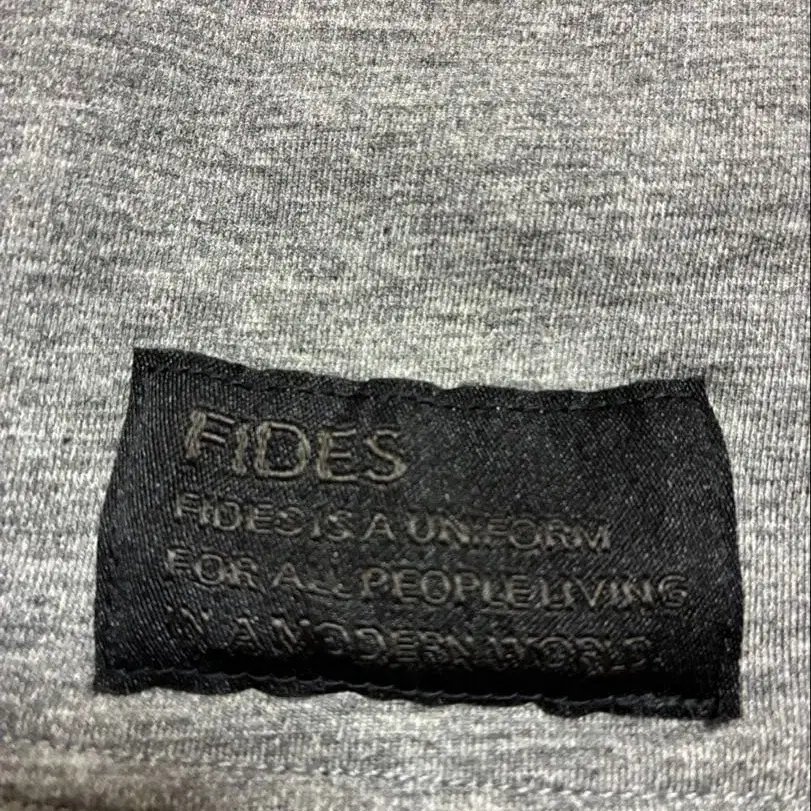 FIDES
FIDES IS A UNIFORM
FOR ALL PEOPLE LIVING
IN A MODERN WORLD